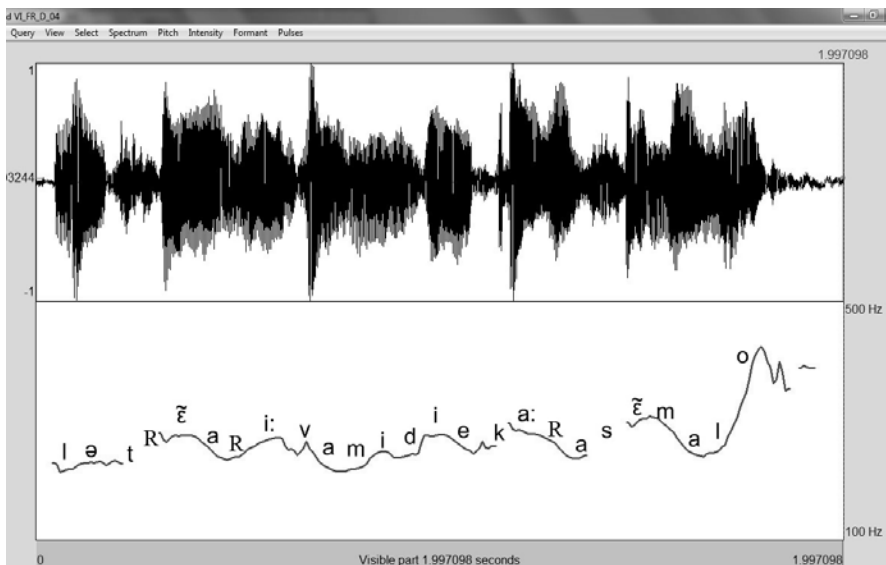 d VI_FR_D_04
Query View Select Spectrum Pitch Intensity Formant Pulses
1.997098
1
03244
-1
500 Hz
l ə t R ɛ̃ a R i: v a m i d i e k a: R a s ɛ̃ m a l o
100 Hz
0 Visible part 1.997098 seconds 1.997098